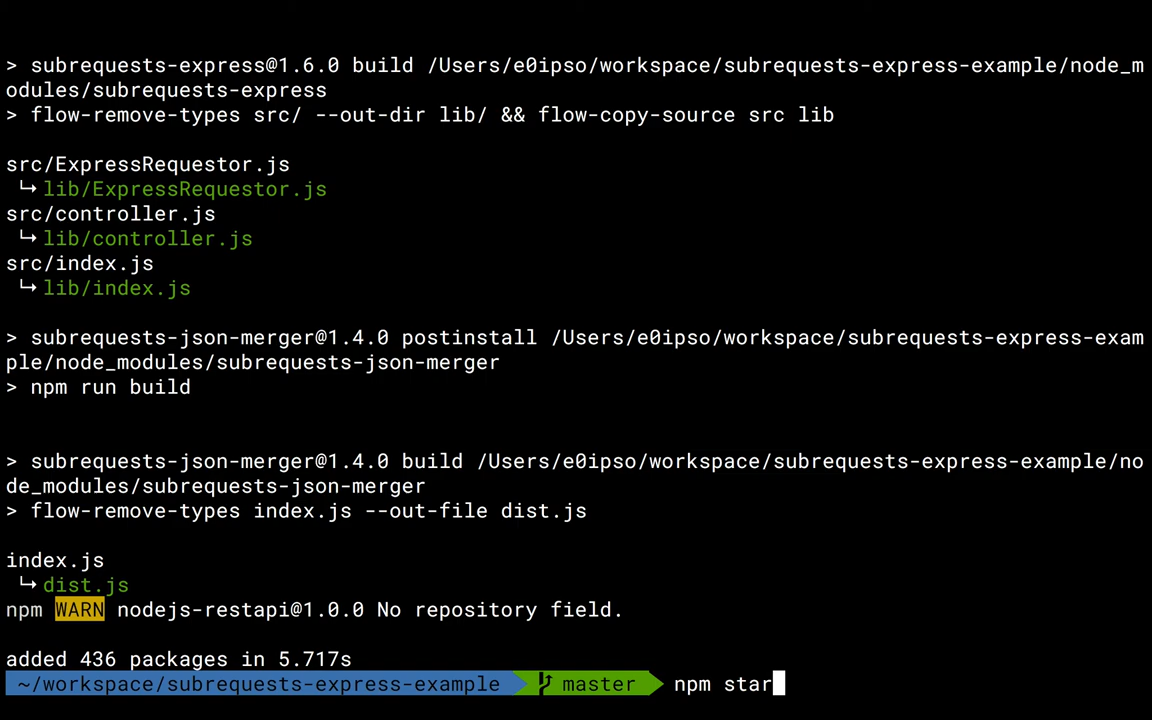 > subrequests-express@1.6.0 build /Users/e0ipso/workspace/subrequests-express-example/node_m
odules/subrequests-express
> flow-remove-types src/ --out-dir lib/ && flow-copy-source src lib
src/ExpressRequestor.js
↳ lib/ExpressRequestor.js
src/controller.js
↳ lib/controller.js
src/index.js
↳ lib/index.js
> subrequests-json-merger@1.4.0 postinstall /Users/e0ipso/workspace/subrequests-express-exam
ple/node_modules/subrequests-json-merger
> npm run build
> subrequests-json-merger@1.4.0 build /Users/e0ipso/workspace/subrequests-express-example/no
de_modules/subrequests-json-merger
> flow-remove-types index.js --out-file dist.js
index.js
↳ dist.js
npm WARN nodejs-restapi@1.0.0 No repository field.
added 436 packages in 5.717s
~/workspace/subrequests-express-example master npm star